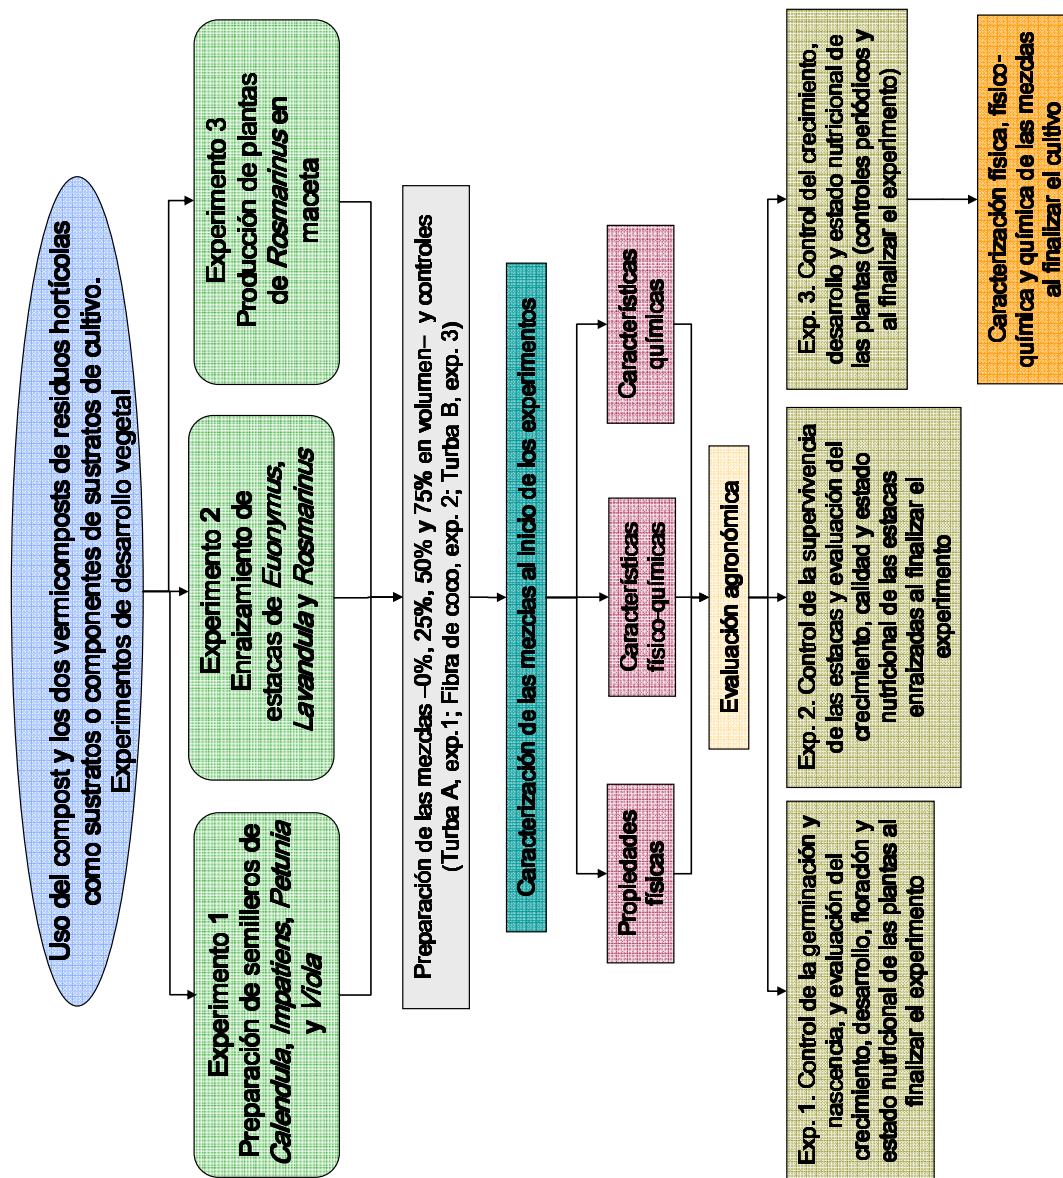 Uso del compost y los dos vermicomposts de residuos hortícolas
como sustratos o componentes de sustratos de cultivo.
Experimentos de desarrollo vegetal
Experimento 1
Preparación de semilleros de
Calendula, Impatiens, Petunia
y Viola
Experimento 2
Enraizamiento de
estacas de Euonymus,
Lavandula y Rosmarinus
Experimento 3
Producción de plantas
de Rosmarinus en
maceta
Preparación de las mezclas –0%, 25%, 50% y 75% en volumen– y controles
(Turba A, exp.1; Fibra de coco, exp. 2; Turba B, exp. 3)
Caracterización de las mezclas al inicio de los experimentos
Propiedades
físicas
Características
físico-químicas
Características
químicas
Evaluación agronómica
Exp. 1. Control de la germinación y
nascencia, y evaluación del
crecimiento, desarrollo, floración y
estado nutricional de las plantas al
finalizar el experimento
Exp. 2. Control de la supervivencia
de las estacas y evaluación del
crecimiento, calidad y estado
nutricional de las estacas
enraizadas al finalizar el
experimento
Exp. 3. Control del crecimiento,
desarrollo y estado nutricional de
las plantas (controles periódicos y
al finalizar el experimento)
Caracterización física, físico-
química y química de las mezclas
al finalizar el cultivo